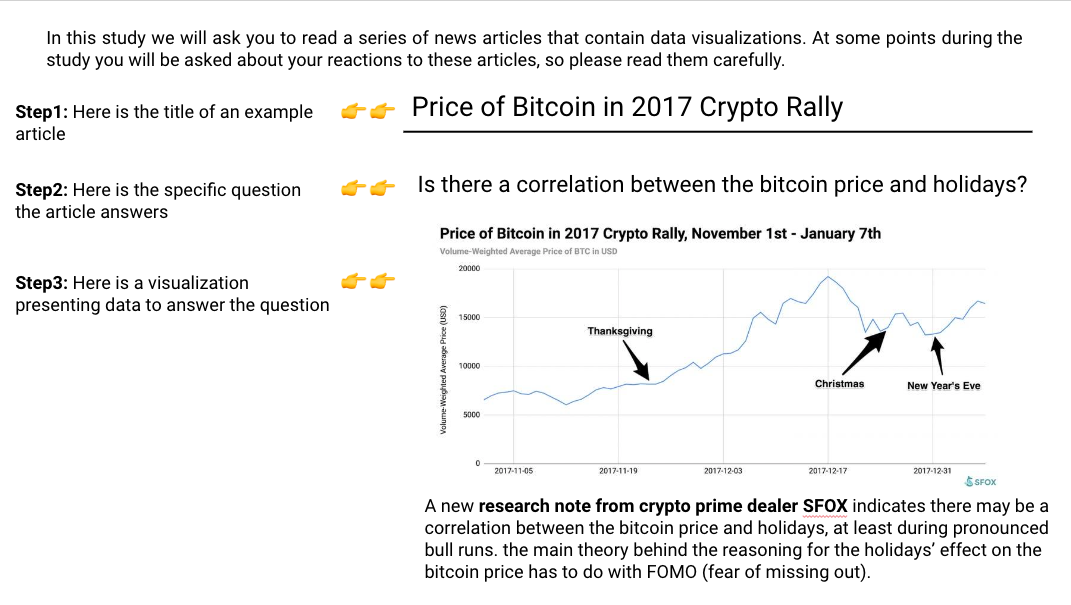 In this study we will ask you to read a series of news articles that contain data visualizations. At some points during the
study you will be asked about your reactions to these articles, so please read them carefully.
Step1: Here is the title of an example
article
Price of Bitcoin in 2017 Crypto Rally
Step2: Here is the specific question
the article answers
Is there a correlation between the bitcoin price and holidays?
Step3: Here is a visualization
presenting data to answer the question
Price of Bitcoin in 2017 Crypto Rally, November 1st - January 7th
Volume-Weighted Average Price of BTC in USD
Volume-Weighted Average Price (USD)
20000
15000
10000
5000
0
Thanksgiving
Christmas
New Year's Eve
2017-11-05
2017-11-19
2017-12-03
2017-12-17
2017-12-31
SFOX
A new research note from crypto prime dealer SFOX indicates there may be a
correlation between the bitcoin price and holidays, at least during pronounced
bull runs. the main theory behind the reasoning for the holidays’ effect on the
bitcoin price has to do with FOMO (fear of missing out).